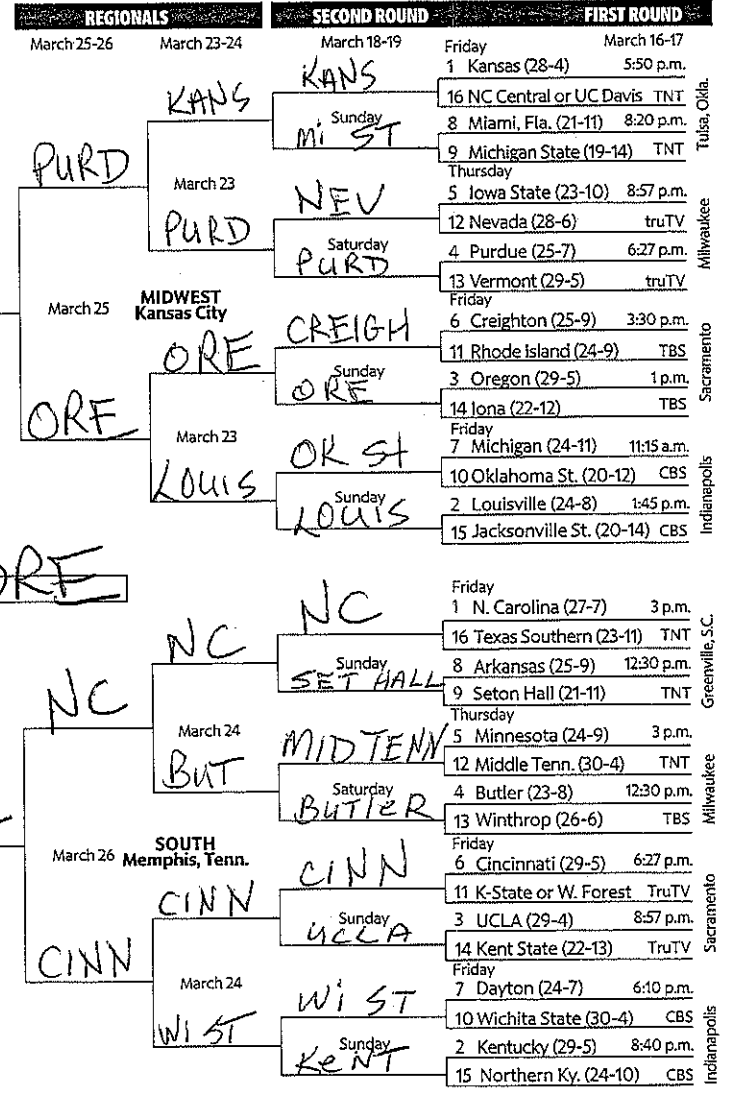 REGIONALS SECOND ROUND FIRST ROUND
March 25-26 March 23-24 March 18-19 March 16-17
Friday
KANS
1 Kansas (28-4) 5:50 p.m.
KANS
16 NC Central or UC Davis TNT
Sunday
8 Miami, Fla. (21-11) 8:20 p.m.
Mi ST
9 Michigan State (19-14) TNT
Tulsa, Okla.
PURD
Thursday
March 23
NEV
5 Iowa State (23-10) 8:57 p.m.
12 Nevada (28-6) truTV
PURD
Saturday
4 Purdue (25-7) 6:27 p.m.
PURD
13 Vermont (29-5) truTV
Milwaukee
MIDWEST
Kansas City
March 25
Friday
CREIGH
6 Creighton (25-9) 3:30 p.m.
ORE
11 Rhode island (24-9) TBS
Sunday
3 Oregon (29-5) 1 p.m.
ORE
14 Iona (22-12) TBS
Sacramento
ORE
Friday
March 23
OK St
7 Michigan (24-11) 11:15 a.m.
10 Oklahoma St. (20-12) CBS
LOUIS
Sunday
2 Louisville (24-8) 1:45 p.m.
LOUIS
15 Jacksonville St. (20-14) CBS
Indianapolis
ORE
Friday
NC
1 N. Carolina (27-7) 3 p.m.
NC
16 Texas Southern (23-11) TNT
Sunday
8 Arkansas (25-9) 12:30 p.m.
SET HALL
9 Seton Hall (21-11) TNT
Greenville, S.C.
NC
Thursday
March 24
MID TENN
5 Minnesota (24-9) 3 p.m.
12 Middle Tenn. (30-4) TNT
BUT
Saturday
4 Butler (23-8) 12:30 p.m.
BUTLeR
13 Winthrop (26-6) TBS
Milwaukee
SOUTH
March 26 Memphis, Tenn.
Friday
CINN
6 Cincinnati (29-5) 6:27 p.m.
CINN
11 K-State or W. Forest TruTV
Sunday
3 UCLA (29-4) 8:57 p.m.
UCLA
14 Kent State (22-13) TruTV
Sacramento
CINN
Friday
March 24
Wi ST
7 Dayton (24-7) 6:10 p.m.
10 Wichita State (30-4) CBS
WI ST
Sunday
2 Kentucky (29-5) 8:40 p.m.
KeNT
15 Northern Ky. (24-10) CBS
Indianapolis